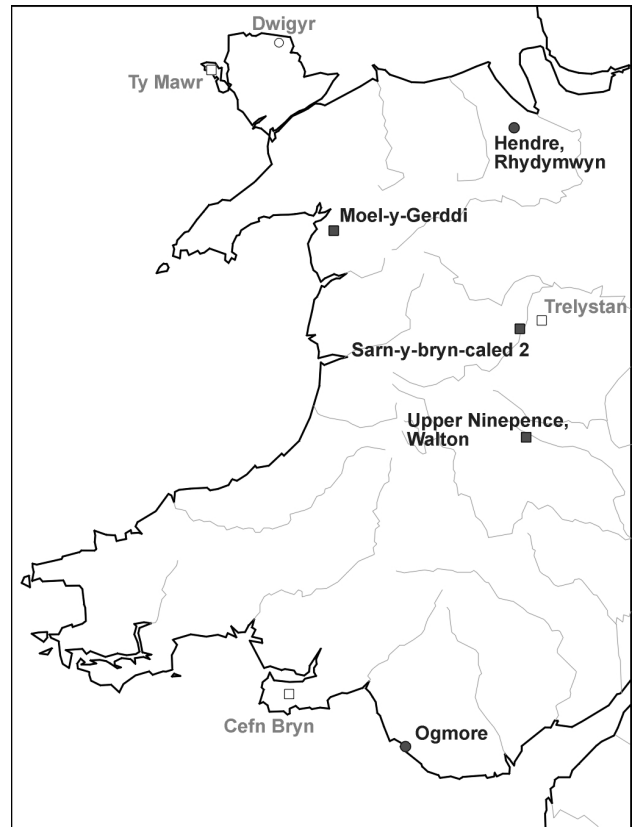 Dwigyr
Ty Mawr
Hendre,
Rhydymwyn
Moel-y-Gerddi
Trelystan
Sarn-y-bryn-caled 2
Upper Ninepence,
Walton
Cefn Bryn
Ogmore